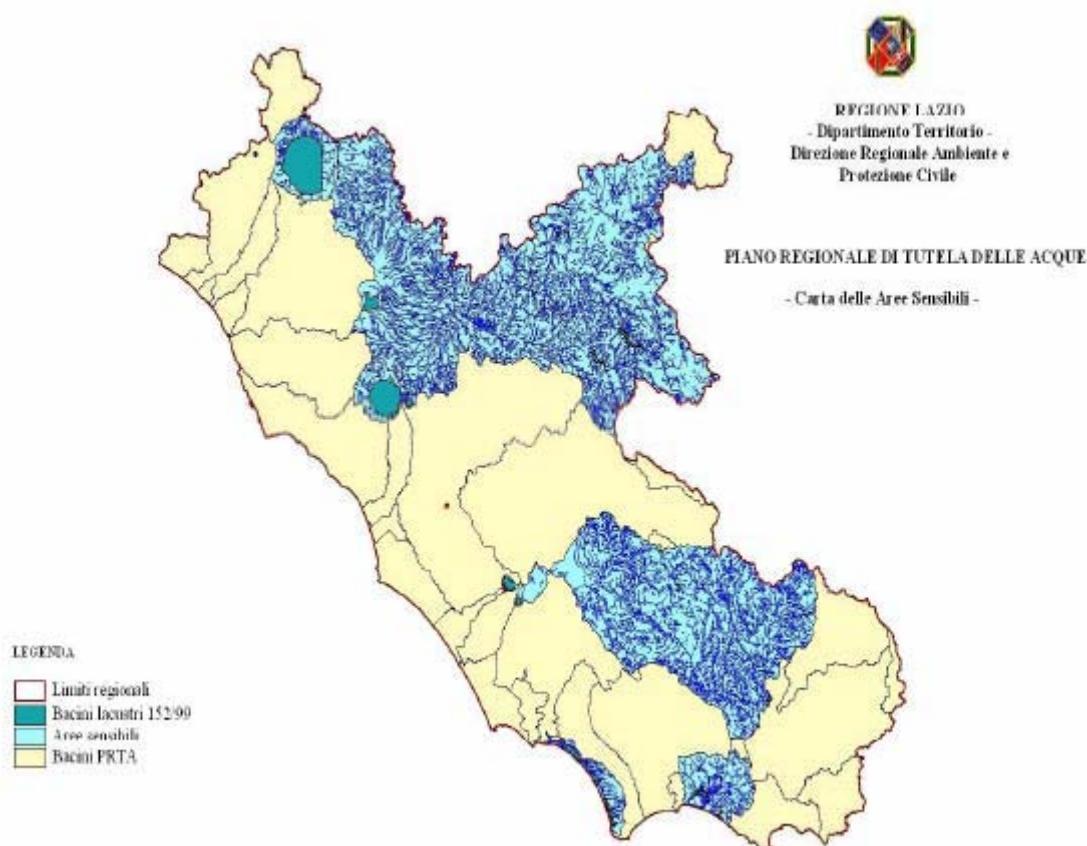 REGIONE LAZIO
- Dipartimento Territorio -
Direzione Regionale Ambiente e
Protezione Civile
PIANO REGIONALE DI TUTELA DELLE ACQUE
- Carta delle Aree Sensibili -
LEGENDA
Limiti regionali
Bacini lacustri 152/99
Aree sensibili
Bacini PRTA